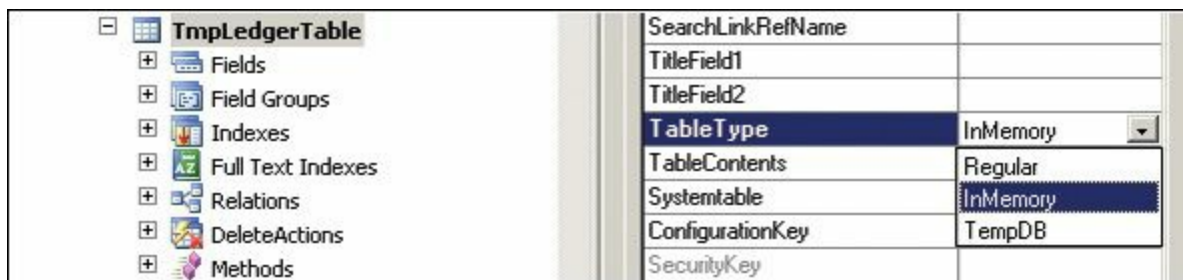 TmpLedgerTable
Fields
Field Groups
Indexes
Full Text Indexes
Relations
DeleteActions
Methods
SearchLinkRefName
TitleField1
TitleField2
TableType InMemory
TableContents Regular
Systemtable InMemory
ConfigurationKey TempDB
SecurityKey